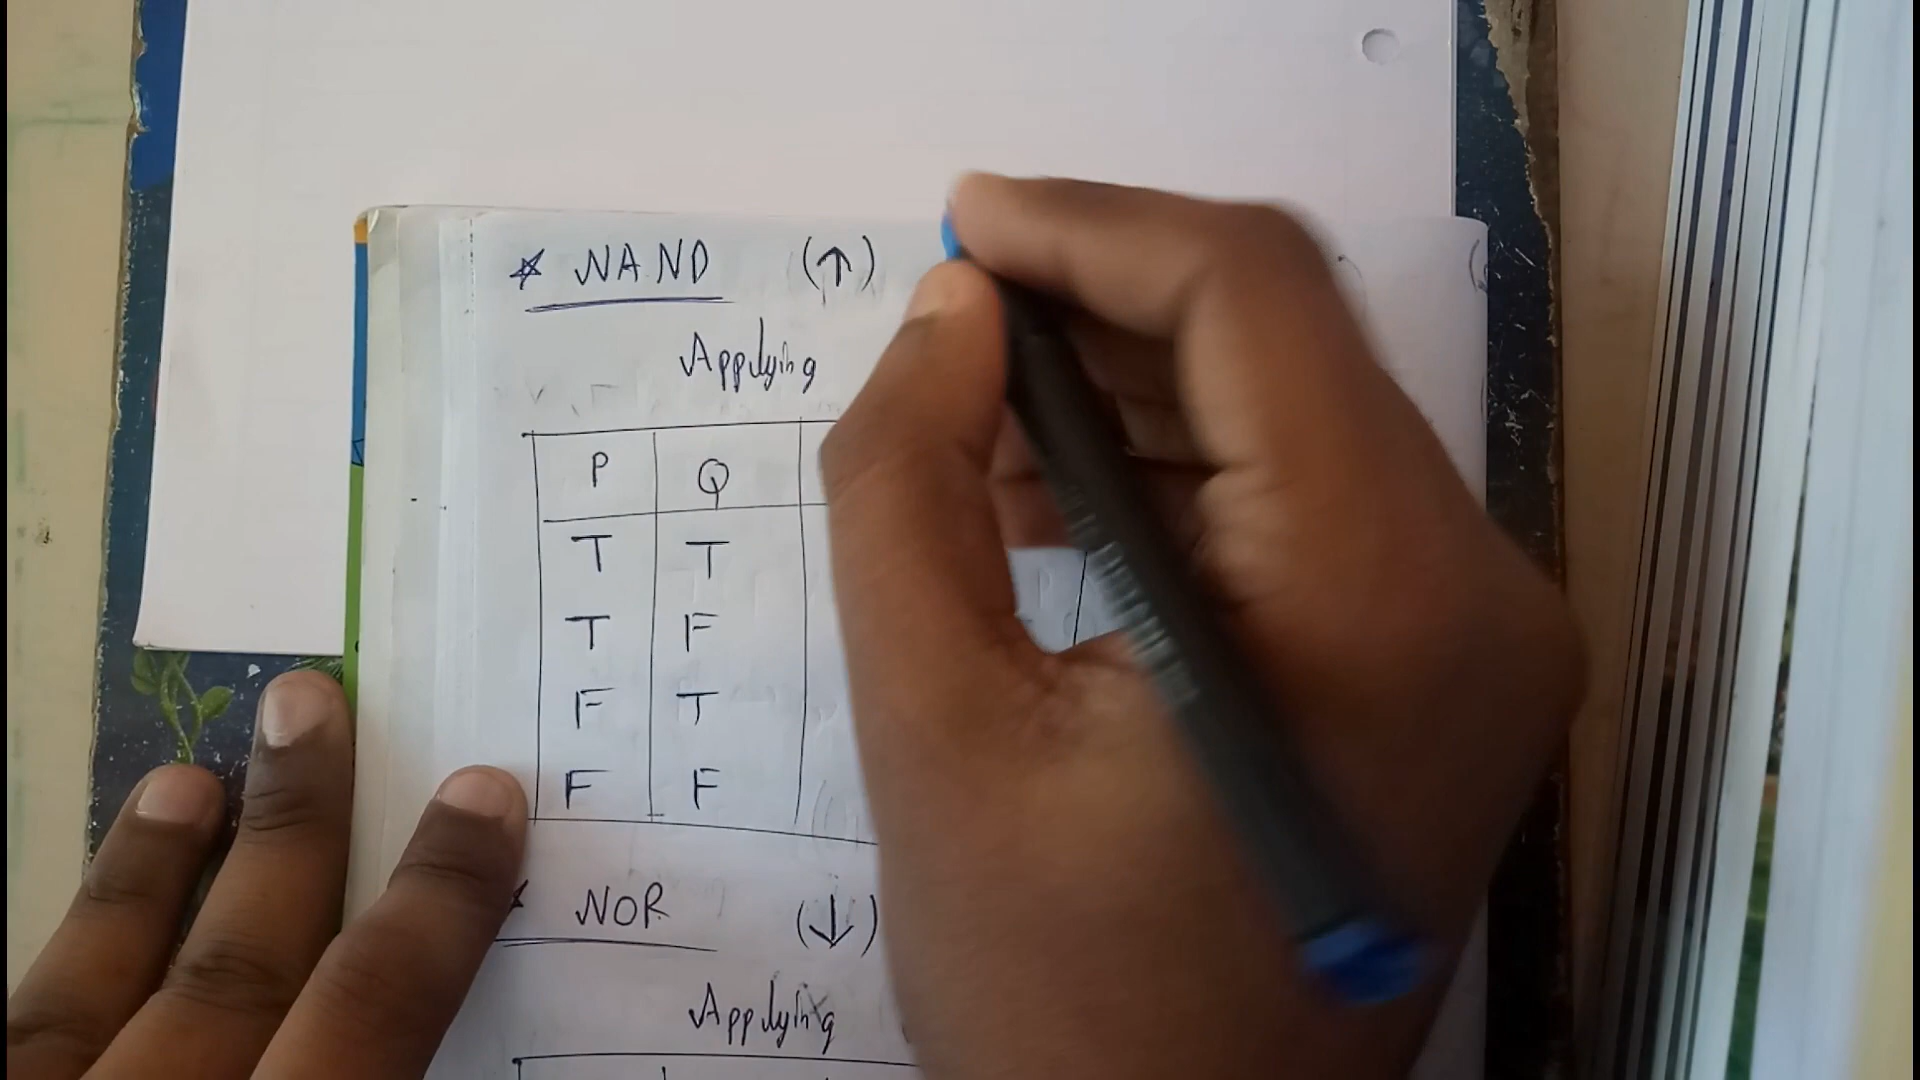 * NAND (↑)
Applying
P Q
T T
T F
F T
F F
* NOR (↓)
Applying